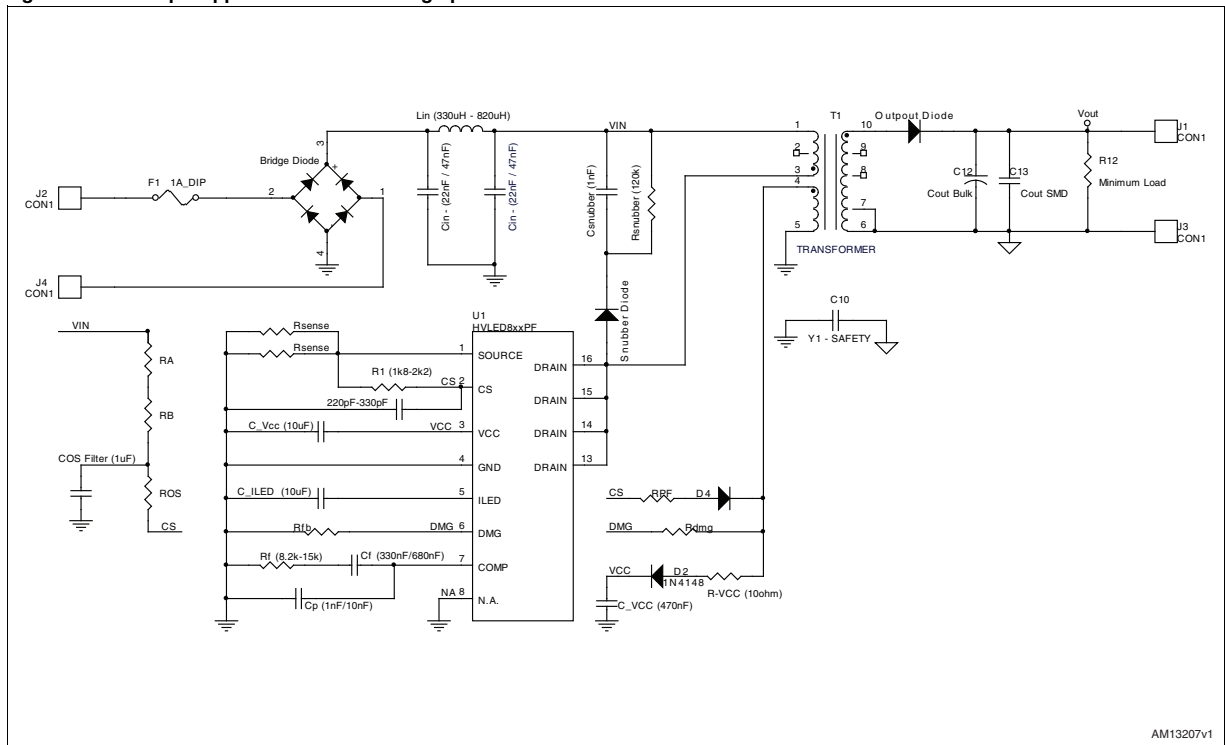 Lin (330uH - 820uH)
VIN
T1
Outpout Diode
Vout
J1
CON1
Bridge Diode
3
+
2
1
4
J2
CON1
F1 1A_DIP
J4
CON1
Cin - (22nF / 47nF)
Cin - (22nF / 47nF)
Csnubber (1nF)
Rsnubber (120k)
Snubber Diode
1
2
3
4
5
10
9
8
7
6
TRANSFORMER
C12
Cout Bulk
C13
Cout SMD
R12
Minimum Load
J3
CON1
C10
Y1 - SAFETY
VIN
RA
RB
COS Filter (1uF)
ROS
CS
U1
HVLED8xxPF
Rsense
Rsense
1 SOURCE
R1 (1k8-2k2)
CS 2 CS
220pF-330pF
C_Vcc (10uF)
VCC 3 VCC
4 GND
C_ILED (10uF)
5 ILED
Rfb
DMG 6 DMG
Rf (8.2k-15k)
Cf (330nF/680nF)
7 COMP
Cp (1nF/10nF)
NA 8 N.A.
DRAIN 16
DRAIN 15
DRAIN 14
DRAIN 13
CS RPF D4
DMG Rdmg
VCC D2
1N4148
R-VCC (10ohm)
C_VCC (470nF)
AM13207v1